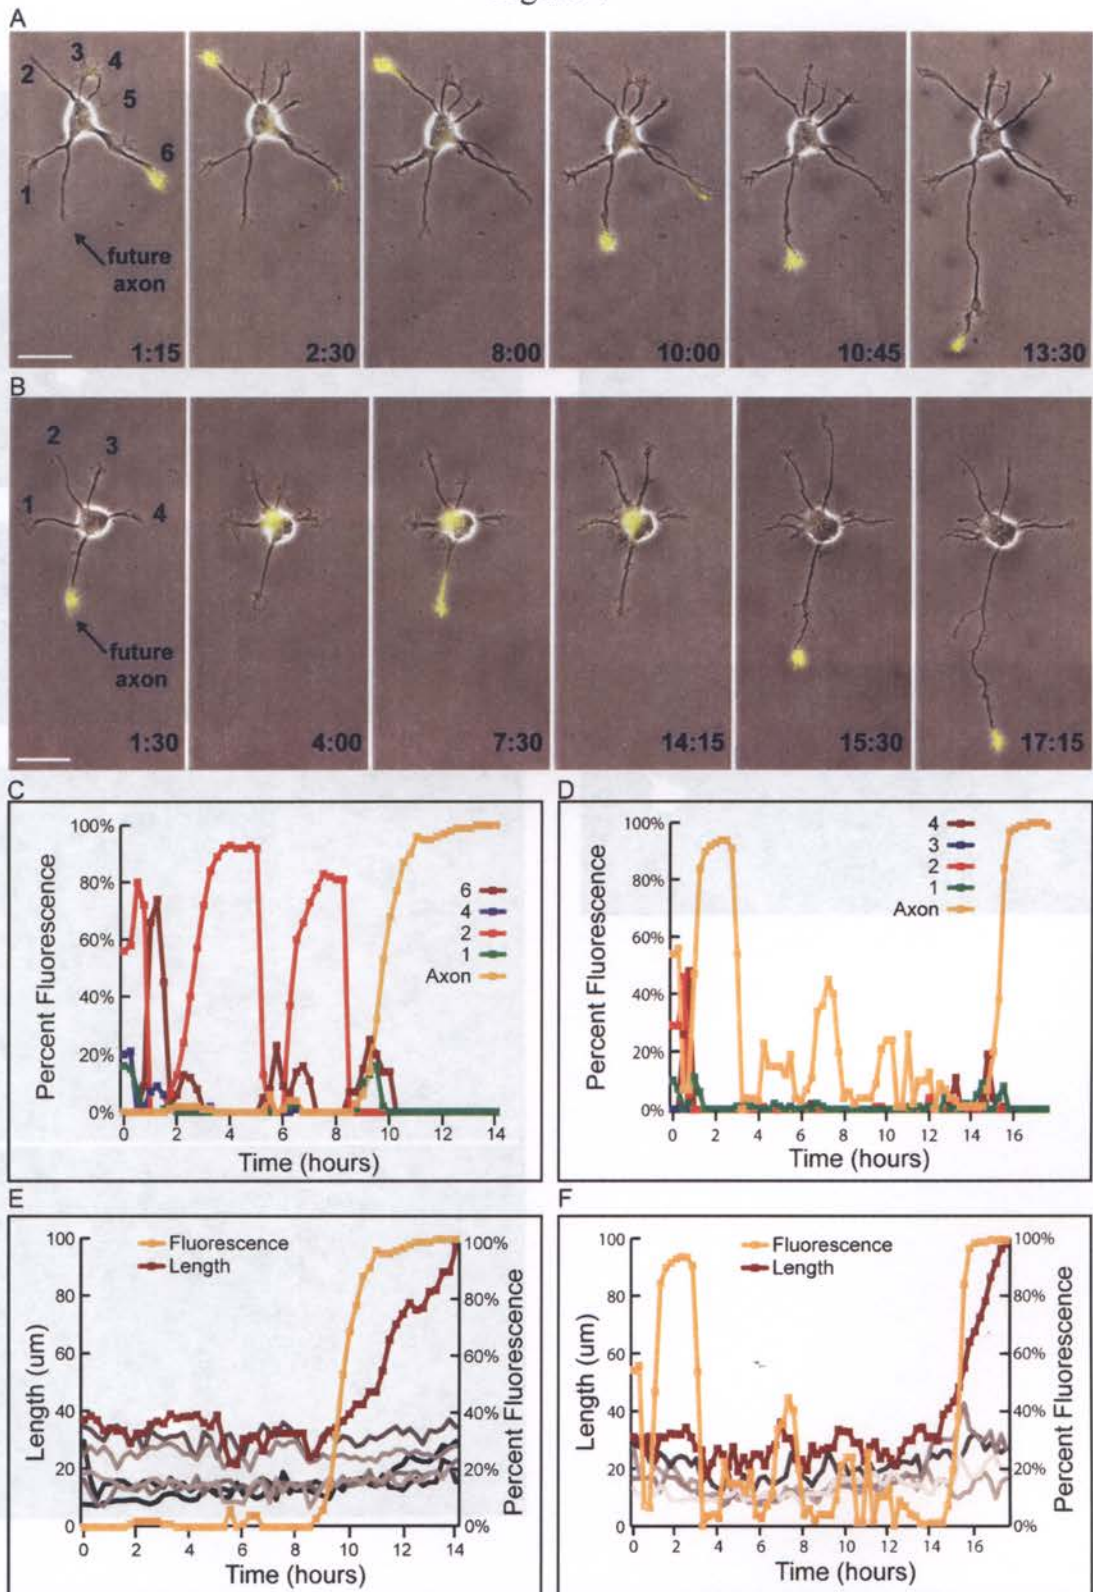 A
3
4
2
5
6
1
future
axon
1:15
2:30
8:00
10:00
10:45
13:30
B
2
3
1
4
future
axon
1:30
4:00
7:30
14:15
15:30
17:15
C
Percent Fluorescence
100%
80%
60%
40%
20%
0%
6
4
2
1
Axon
0 2 4 6 8 10 12 14
Time (hours)
D
Percent Fluorescence
100%
80%
60%
40%
20%
0%
4
3
2
1
Axon
0 2 4 6 8 10 12 14 16
Time (hours)
E
Length (um)
100
80
60
40
20
0
Fluorescence
Length
100%
80%
60%
40%
20%
0%
Percent Fluorescence
0 2 4 6 8 10 12 14
Time (hours)
F
Length (um)
100
80
60
40
20
0
Fluorescence
Length
100%
80%
60%
40%
20%
0%
Percent Fluorescence
0 2 4 6 8 10 12 14 16
Time (hours)